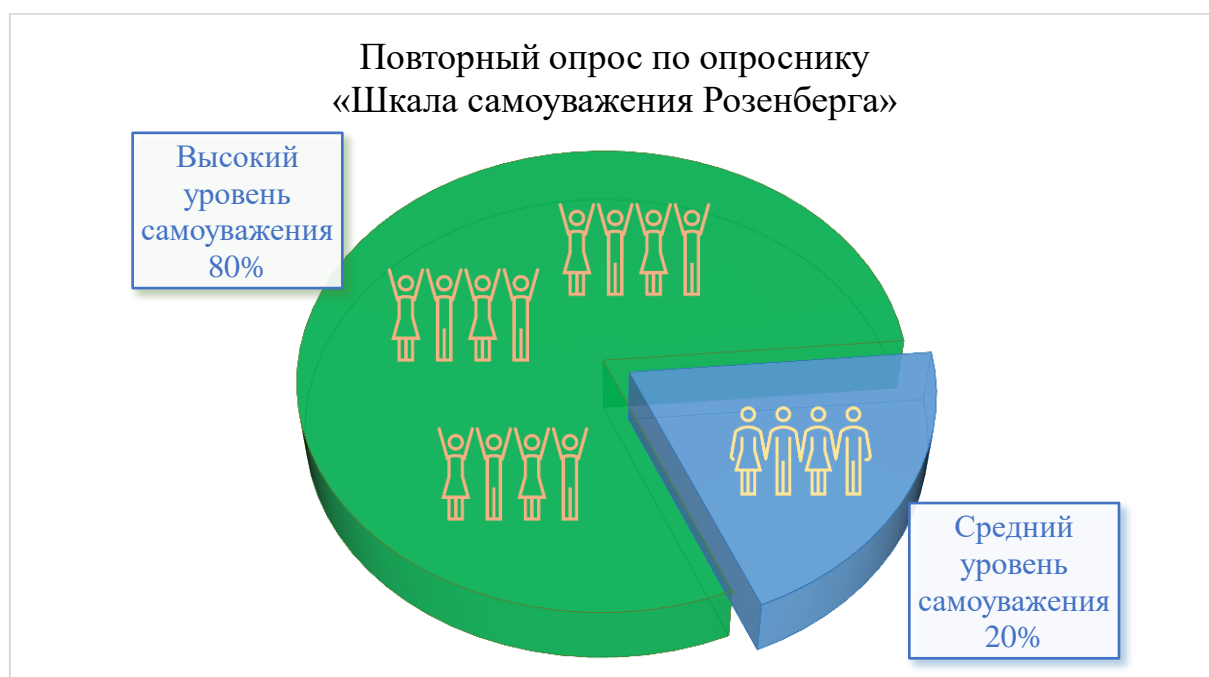 Повторный опрос по опроснику
«Шкала самоуважения Розенберга»
Высокий
уровень
самоуважения
80%
Средний
уровень
самоуважения
20%